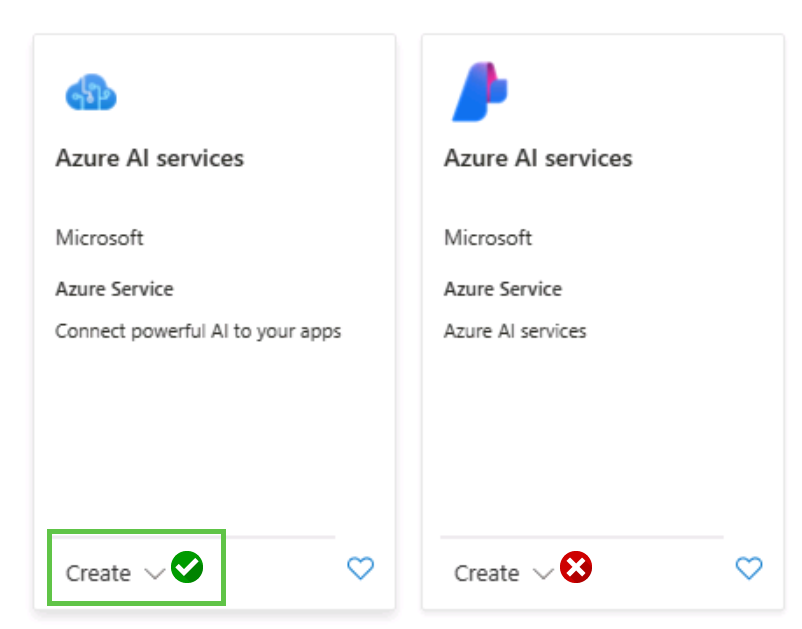 Azure AI services
Microsoft
Azure Service
Connect powerful AI to your apps
Create
Azure AI services
Microsoft
Azure Service
Azure AI services
Create